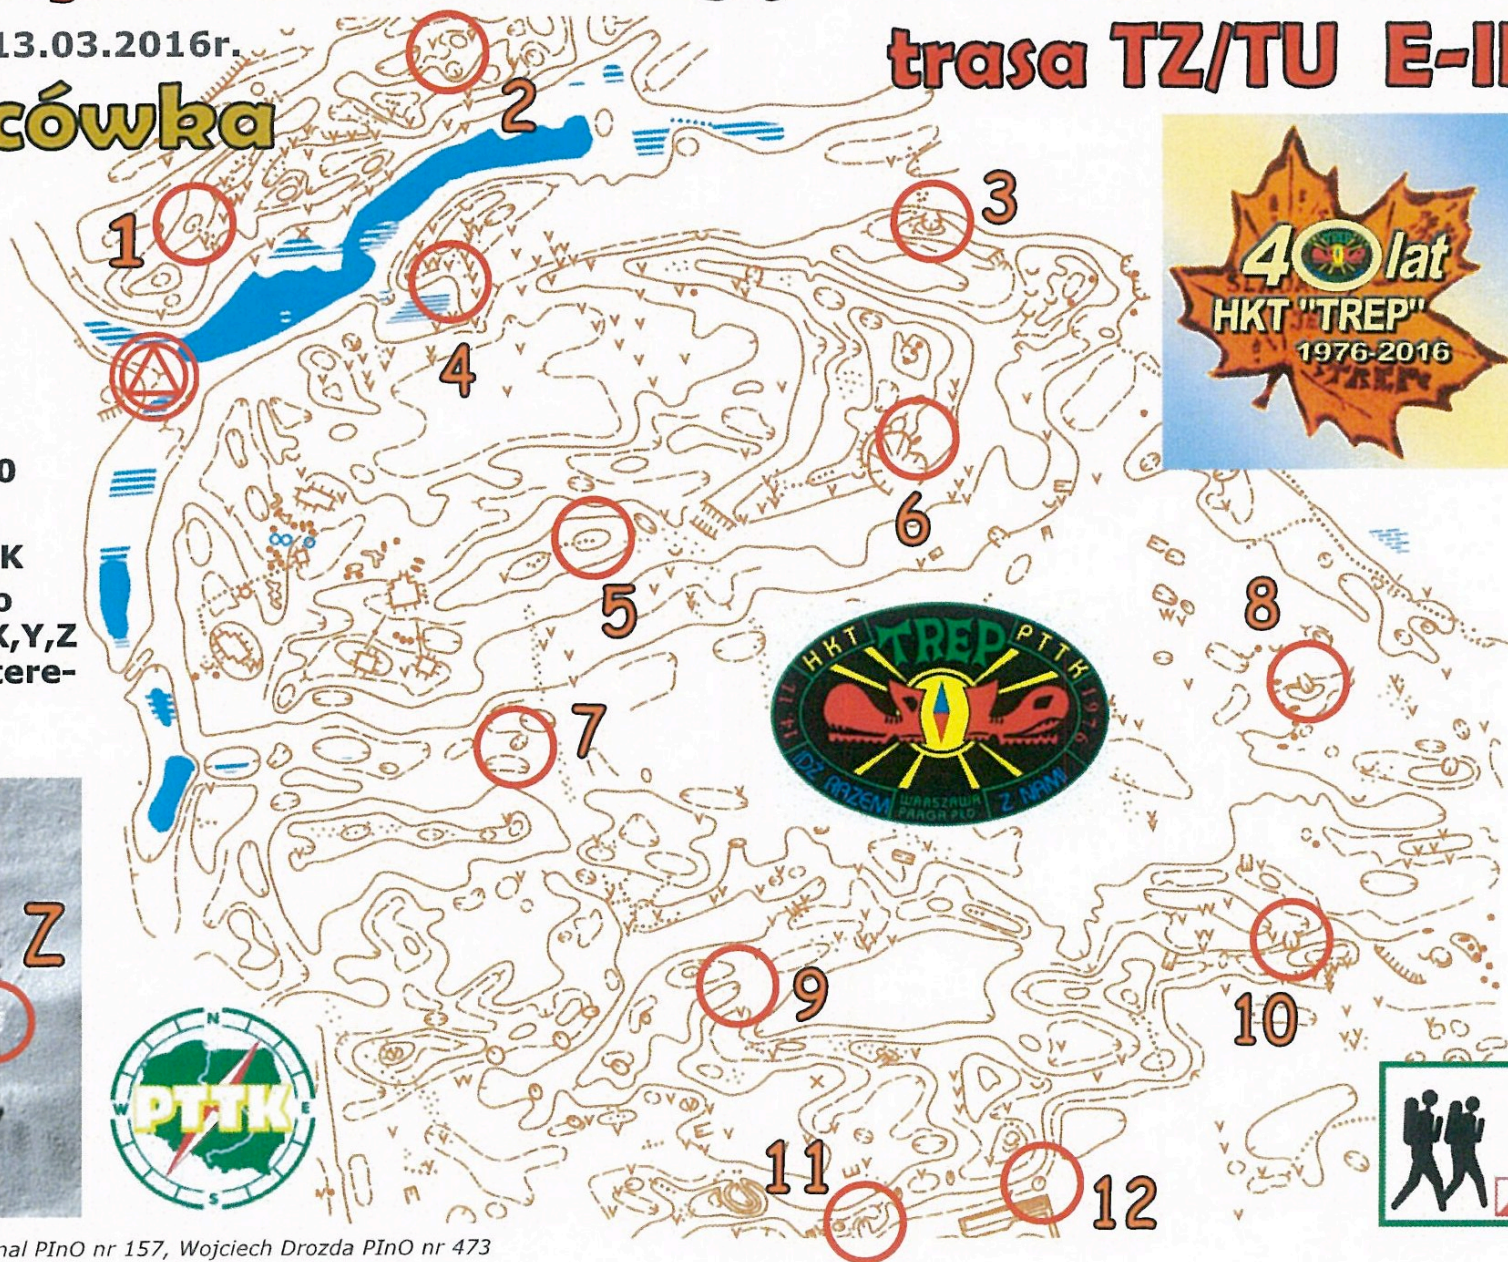 13.03.2016r.
trasa TZ/TU E-II
cówka
2
1
3
40 lat
HKT "TREP"
1976-2016
4
0
6
K
5
8
X,Y,Z
tere-
HKT TREP PTTK
14.12 1976
IDŹ RAZEM Z NAMI
WARSZAWA
PRAGA PŁD.
7
Z
9
10
N
W PTTK E
S
11
12
nal PInO nr 157, Wojciech Drozda PInO nr 473